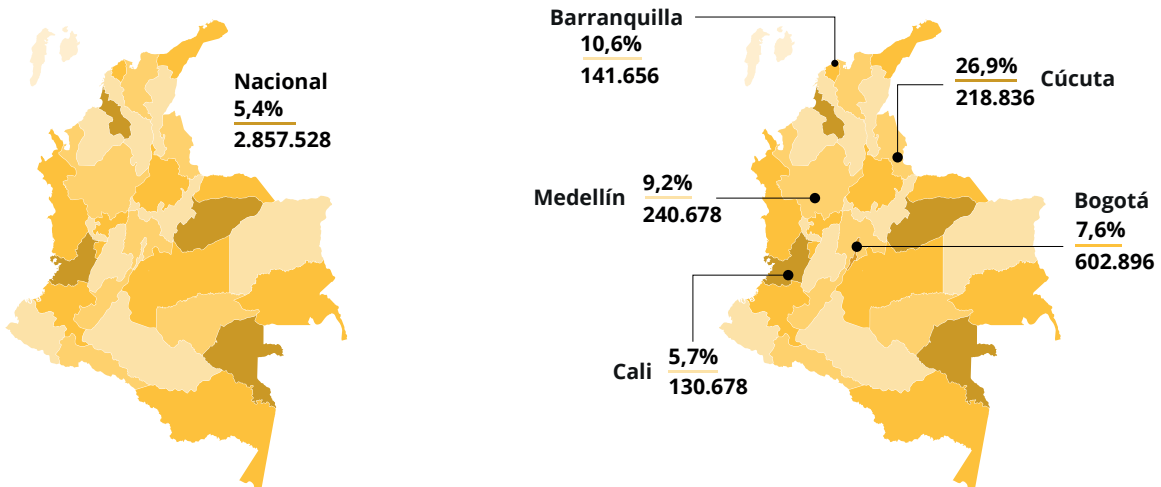 Nacional
5,4%
2.857.528
Barranquilla
10,6%
141.656
26,9%
Cúcuta
218.836
Medellín
9,2%
240.678
Bogotá
7,6%
602.896
Cali
5,7%
130.678